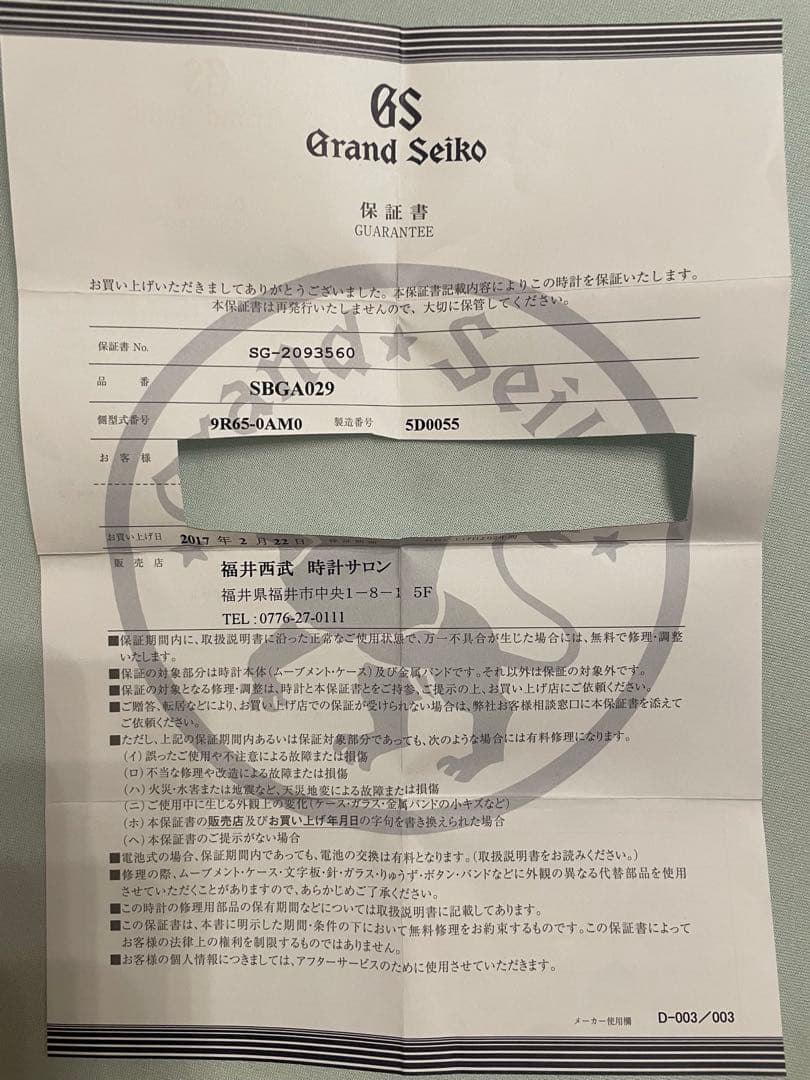 GS
Grand Seiko
保証書
GUARANTEE
お買い上げいただきましてありがとうございました。本保証書記載内容によりこの時計を保証いたします。
本保証書は再発行いたしませんので、大切に保管してください。
保証書 No. SG-2093560
品番 SBGA029
側型式番号 9R65-0AM0 製造番号 5D0055
お客様
お買い上げ日 2017 年 2 月 22 日
販売店 福井西武 時計サロン
福井県福井市中央1-8-1 5F
TEL:0776-27-0111
■保証期間内に、取扱説明書に沿った正常なご使用状態で、万一不具合が生じた場合には、無料で修理・調整
いたします。
■保証の対象部分は時計本体(ムーブメント・ケース)及び金属バンドです。それ以外は保証の対象外です。
■保証の対象となる修理・調整は、時計と本保証書とをご持参、ご提示の上、お買い上げ店にご依頼ください。
■ご贈答、転居などにより、お買い上げ店での保証が受けられない場合は、弊社お客様相談窓口に本保証書を添えて
ご依頼ください。
■ただし、上記の保証期間内あるいは保証対象部分であっても、次のような場合には有料修理になります。
(イ)誤ったご使用や不注意による故障または損傷
(ロ)不当な修理や改造による故障または損傷
(ハ)火災・水害または地震など、天災地変による故障または損傷
(ニ)ご使用中に生じる外観上の変化(ケース・ガラス・金属バンドの小キズなど)
(ホ)本保証書の販売店及びお買い上げ年月日の字句を書き換えられた場合
(ヘ)本保証書のご提示がない場合
■電池式の場合、保証期間内であっても、電池の交換は有料となります。(取扱説明書をお読みください。)
■修理の際、ムーブメント・ケース・文字板・針・ガラス・りゅうず・ボタン・バンドなどに外観の異なる代替部品を使用
させていただくことがありますので、あらかじめご了承ください。
■この時計の修理用部品の保有期間などについては取扱説明書に記載してあります。
■この保証書は、本書に明示した期間・条件の下において無料修理をお約束するものです。この保証書によって
お客様の法律上の権利を制限するものではありません。
■お客様の個人情報につきましては、アフターサービスのために使用させていただきます。
メーカー使用欄 D-003/003